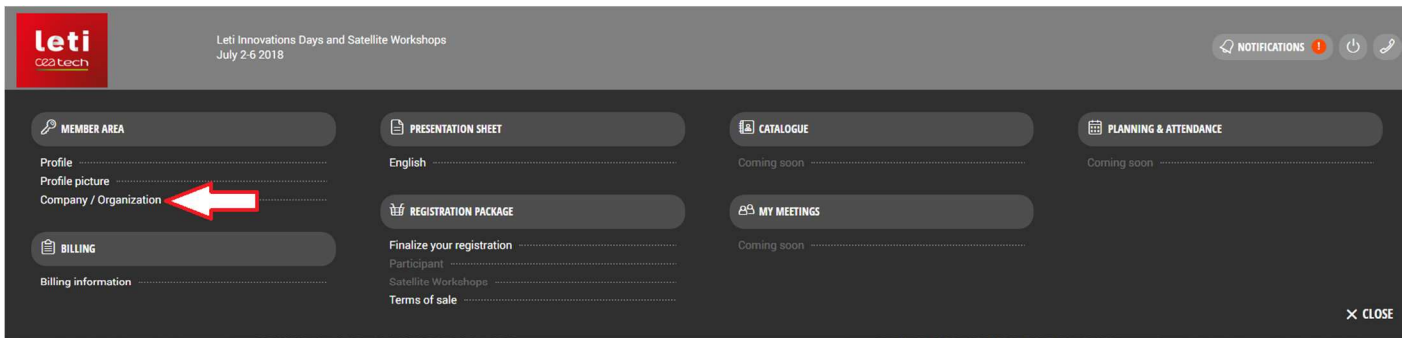 leti
cea tech
Leti Innovations Days and Satellite Workshops
July 2-6 2018
NOTIFICATIONS !
MEMBER AREA
Profile
Profile picture
Company / Organization
BILLING
Billing information
PRESENTATION SHEET
English
REGISTRATION PACKAGE
Finalize your registration
Participant
Satellite Workshops
Terms of sale
CATALOGUE
Coming soon
MY MEETINGS
Coming soon
PLANNING & ATTENDANCE
Coming soon
X CLOSE